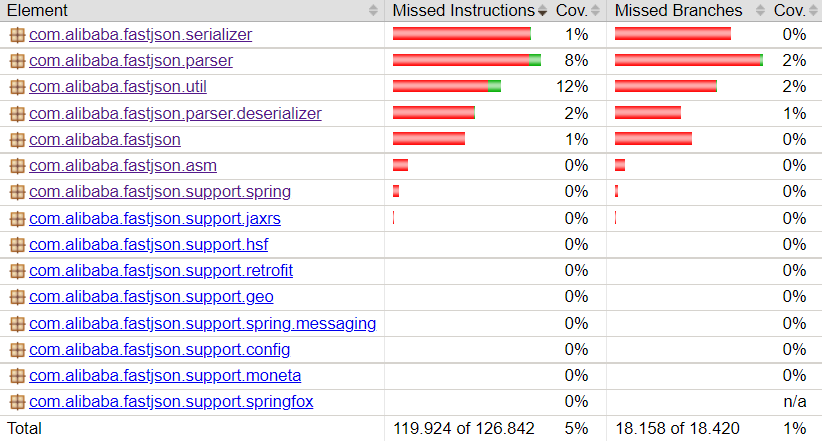 Element Missed Instructions Cov. Missed Branches Cov.
com.alibaba.fastjson.serializer 1% 0%
com.alibaba.fastjson.parser 8% 2%
com.alibaba.fastjson.util 12% 2%
com.alibaba.fastjson.parser.deserializer 2% 1%
com.alibaba.fastjson 1% 0%
com.alibaba.fastjson.asm 0% 0%
com.alibaba.fastjson.support.spring 0% 0%
com.alibaba.fastjson.support.jaxrs 0% 0%
com.alibaba.fastjson.support.hsf 0% 0%
com.alibaba.fastjson.support.retrofit 0% 0%
com.alibaba.fastjson.support.geo 0% 0%
com.alibaba.fastjson.support.spring.messaging 0% 0%
com.alibaba.fastjson.support.config 0% 0%
com.alibaba.fastjson.support.moneta 0% 0%
com.alibaba.fastjson.support.springfox 0% n/a
Total 119.924 of 126.842 5% 18.158 of 18.420 1%